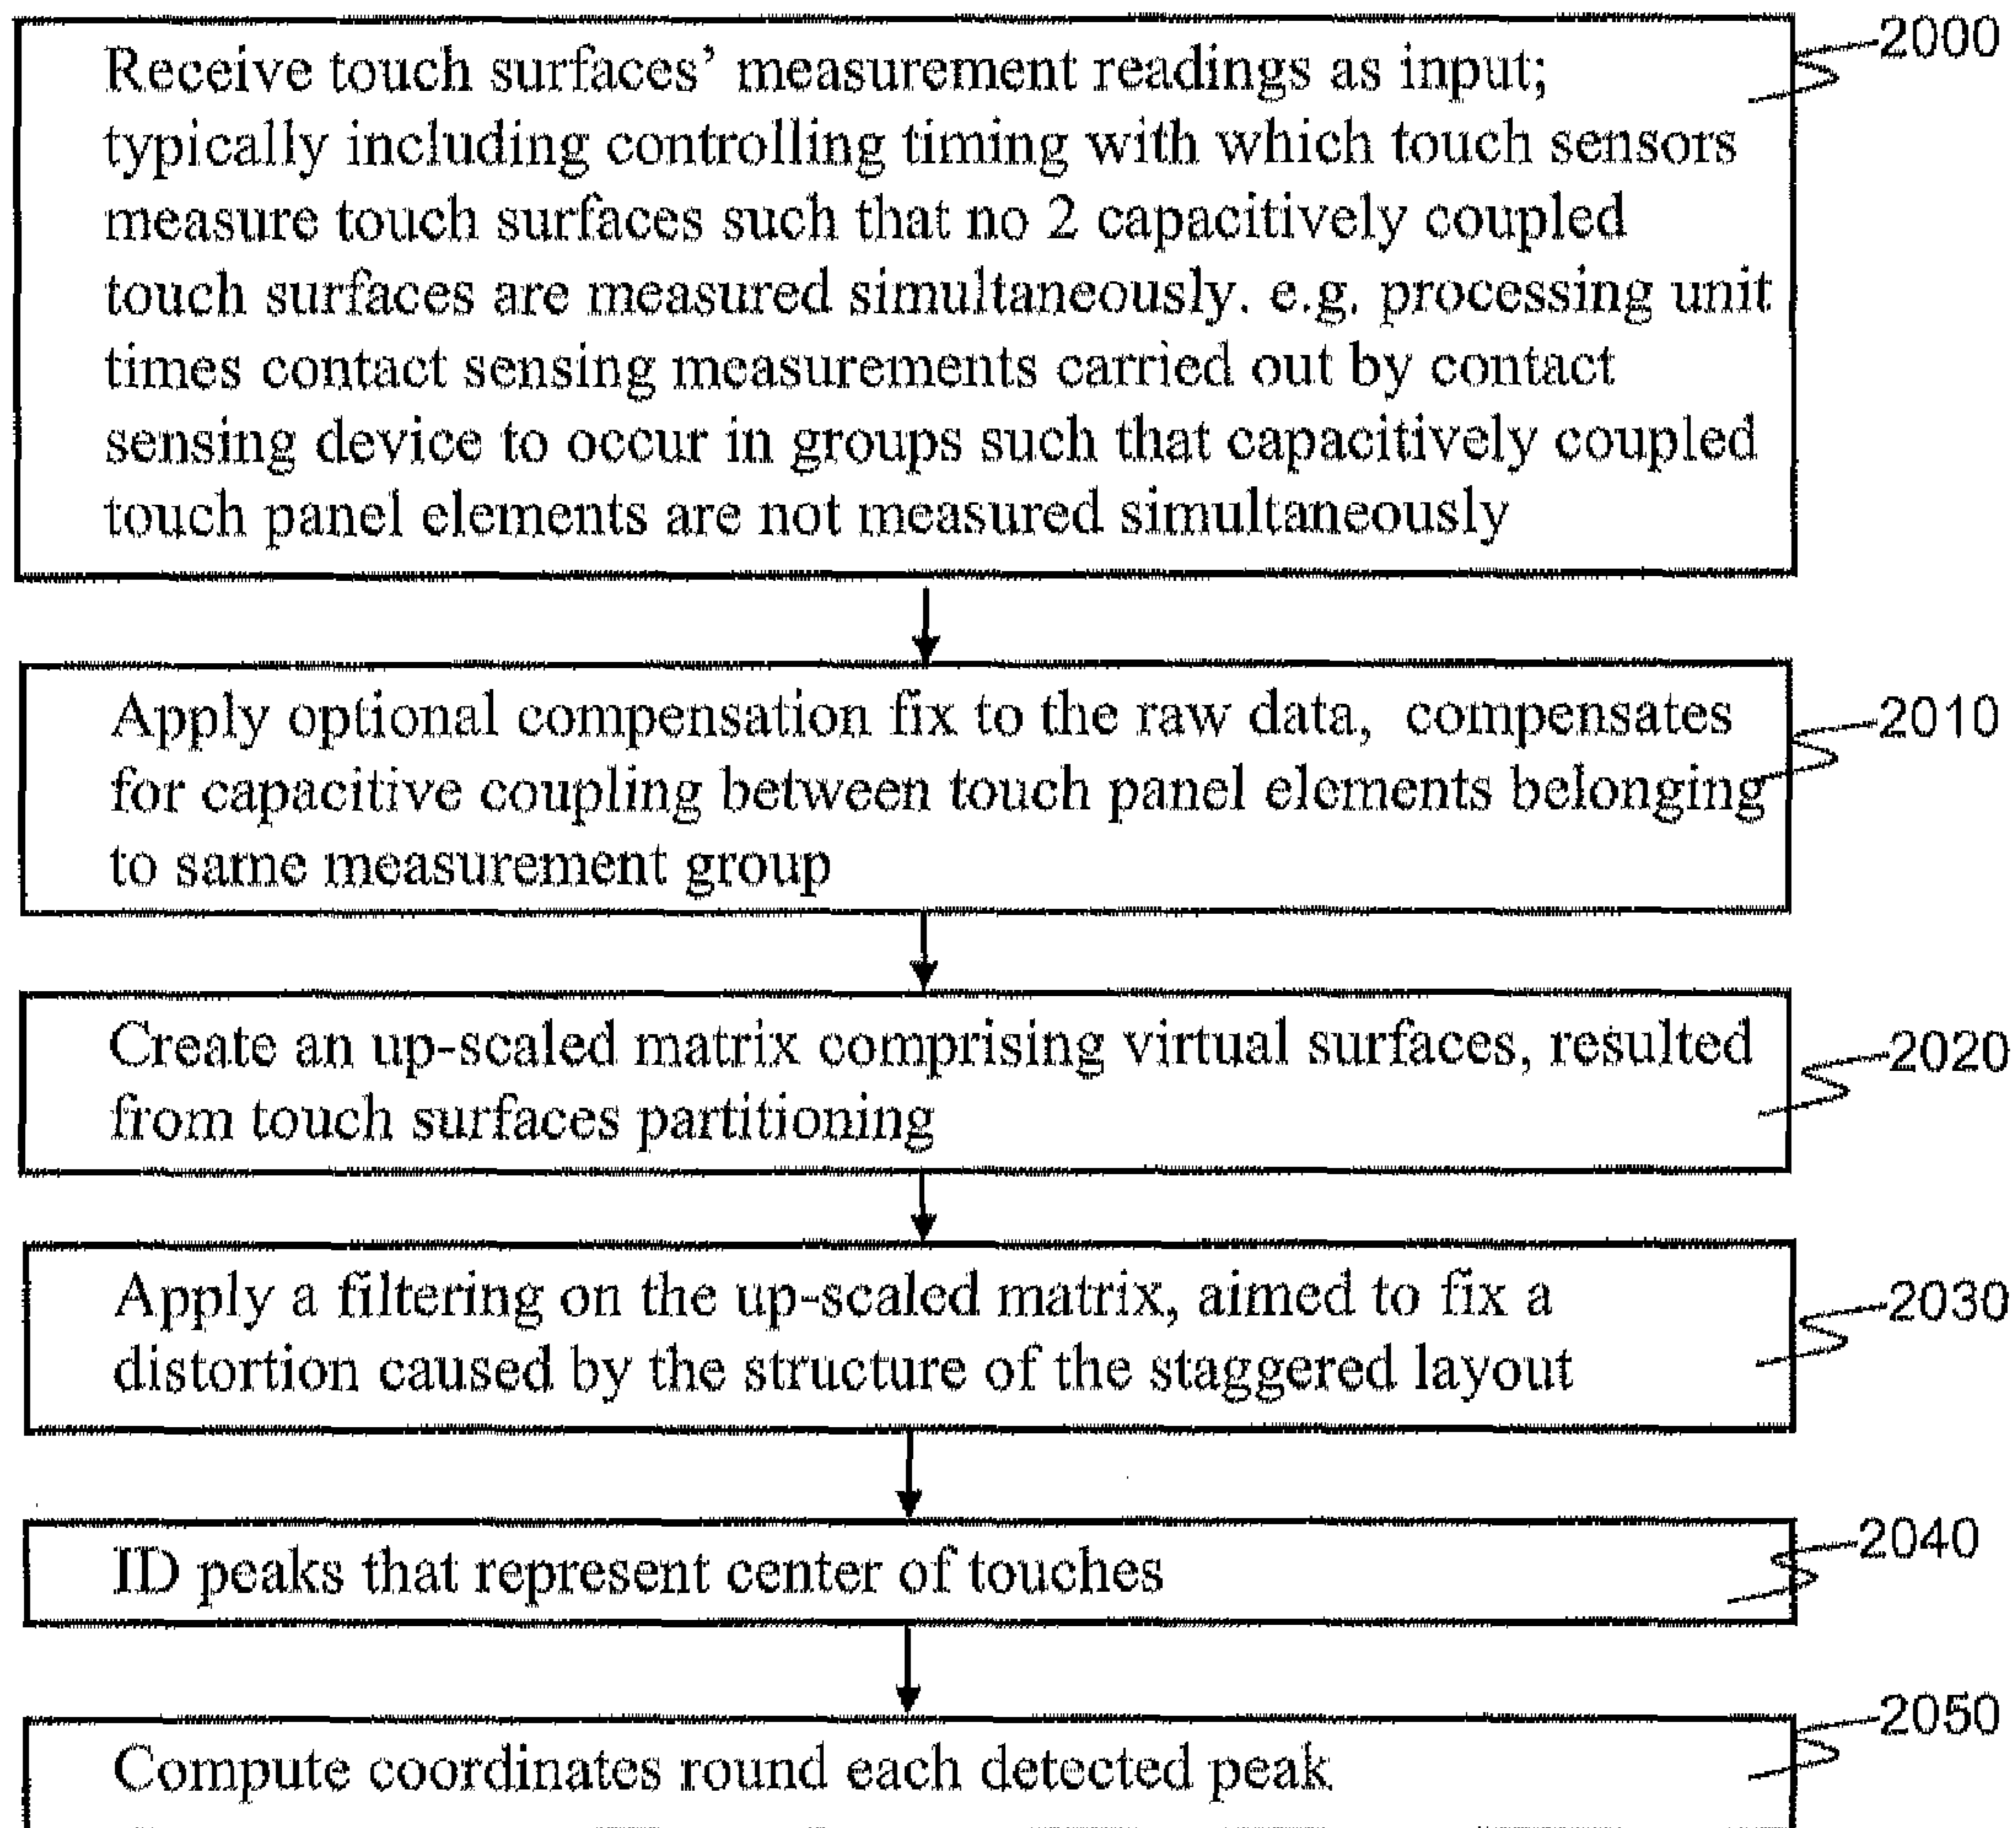 Receive touch surfaces’ measurement readings as input;
typically including controlling timing with which touch sensors
measure touch surfaces such that no 2 capacitively coupled
touch surfaces are measured simultaneously. e.g. processing unit
times contact sensing measurements carried out by contact
sensing device to occur in groups such that capacitively coupled
touch panel elements are not measured simultaneously
2000
Apply optional compensation fix to the raw data, compensates
for capacitive coupling between touch panel elements belonging
to same measurement group
2010
Create an up-scaled matrix comprising virtual surfaces, resulted
from touch surfaces partitioning
2020
Apply a filtering on the up-scaled matrix, aimed to fix a
distortion caused by the structure of the staggered layout
2030
ID peaks that represent center of touches
2040
Compute coordinates round each detected peak
2050